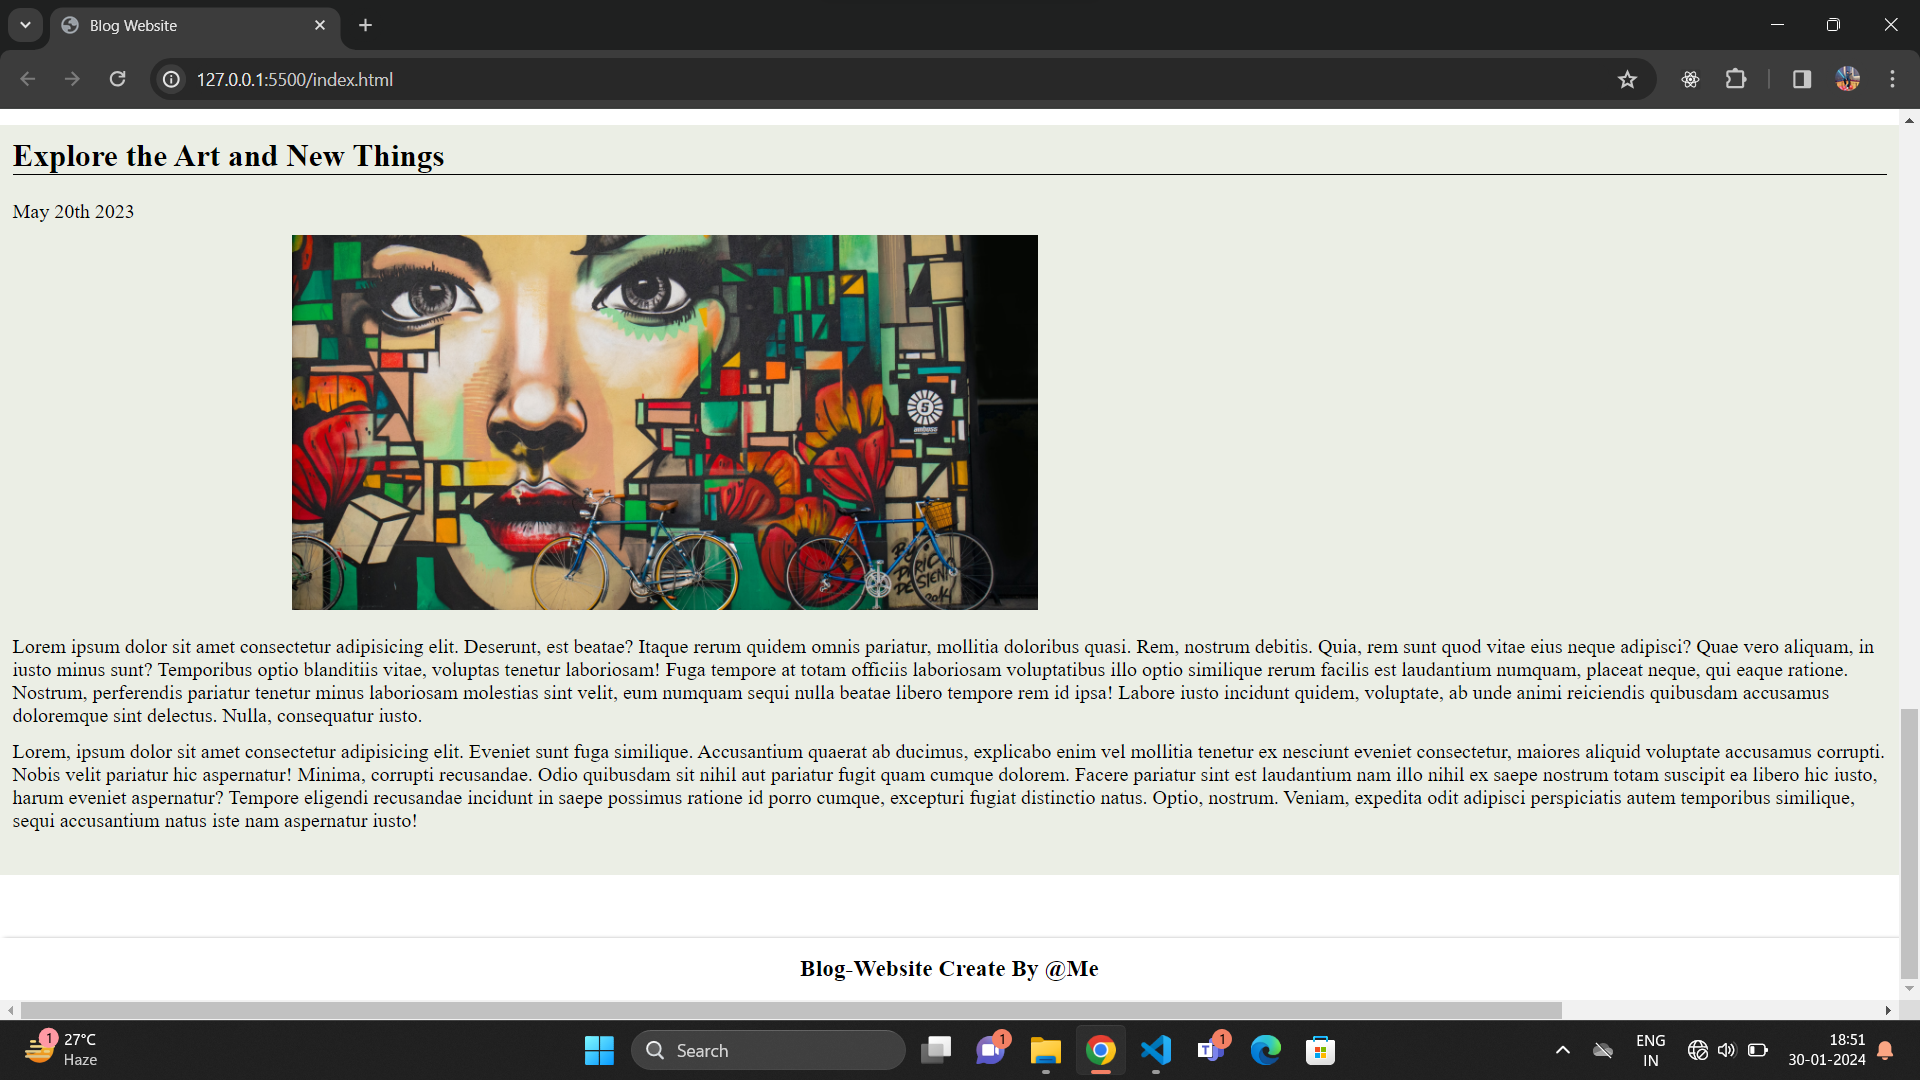 Blog Website
127.0.0.1:5500/index.html
Explore the Art and New Things
May 20th 2023
5
amboss
2014
Lorem ipsum dolor sit amet consectetur adipisicing elit. Deserunt, est beatae? Itaque rerum quidem omnis pariatur, mollitia doloribus quasi. Rem, nostrum debitis. Quia, rem sunt quod vitae eius neque adipisci? Quae vero aliquam, in
iusto minus sunt? Temporibus optio blanditiis vitae, voluptas tenetur laboriosam! Fuga tempore at totam officiis laboriosam voluptatibus illo optio similique rerum facilis est laudantium numquam, placeat neque, qui eaque ratione.
Nostrum, perferendis pariatur tenetur minus laboriosam molestias sint velit, eum numquam sequi nulla beatae libero tempore rem id ipsa! Labore iusto incidunt quidem, voluptate, ab unde animi reiciendis quibusdam accusamus
doloremque sint delectus. Nulla, consequatur iusto.
Lorem, ipsum dolor sit amet consectetur adipisicing elit. Eveniet sunt fuga similique. Accusantium quaerat ab ducimus, explicabo enim vel mollitia tenetur ex nesciunt eveniet consectetur, maiores aliquid voluptate accusamus corrupti.
Nobis velit pariatur hic aspernatur! Minima, corrupti recusandae. Odio quibusdam sit nihil aut pariatur fugit quam cumque dolorem. Facere pariatur sint est laudantium nam illo nihil ex saepe nostrum totam suscipit ea libero hic iusto,
harum eveniet aspernatur? Tempore eligendi recusandae incidunt in saepe possimus ratione id porro cumque, excepturi fugiat distinctio natus. Optio, nostrum. Veniam, expedita odit adipisci perspiciatis autem temporibus similique,
sequi accusantium natus iste nam aspernatur iusto!
Blog-Website Create By @Me
1
27°C
Haze
Search
1
1
ENG
IN
18:51
30-01-2024